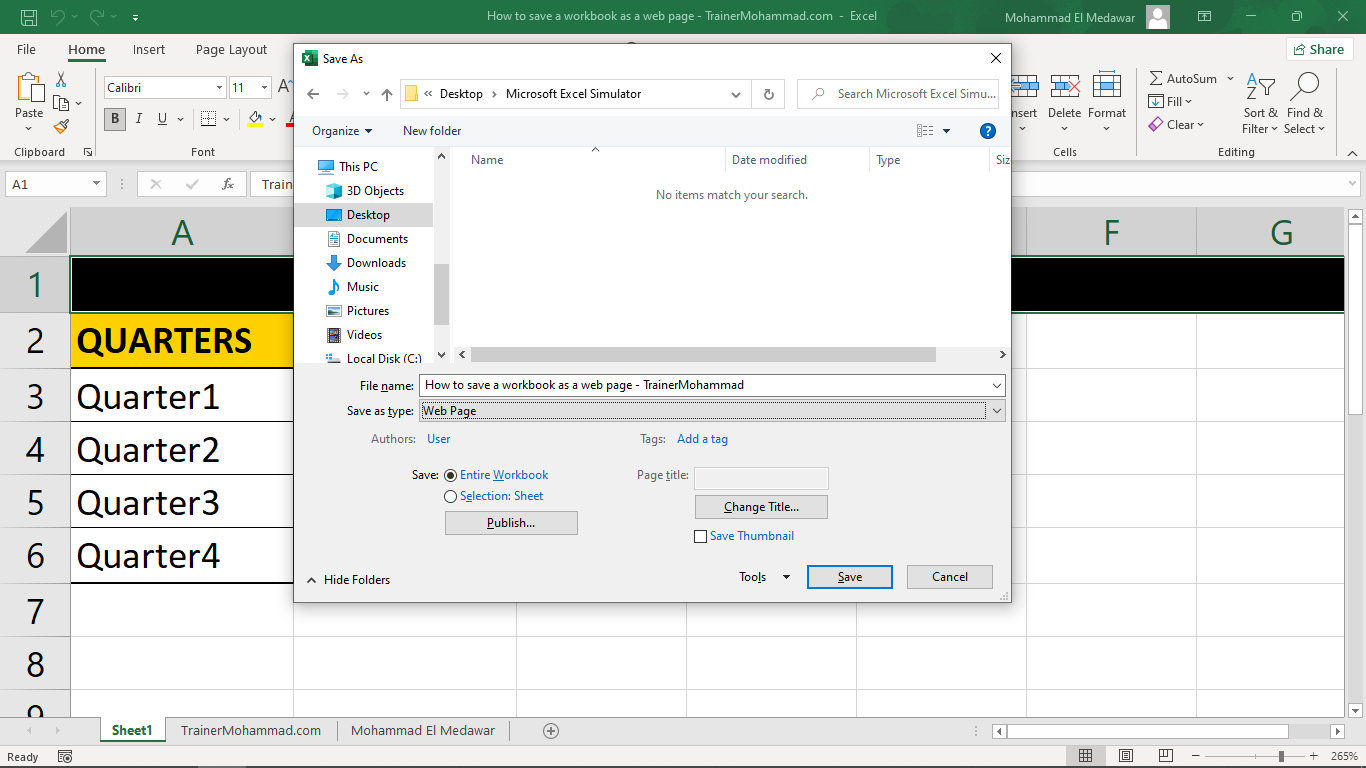 How to save a workbook as a web page - TrainerMohammad.com - Excel
Mohammad El Medawar
File
Home
Insert
Page Layout
Share
Paste
Clipboard
Calibri
11
A
B
I
U
Font
Insert
Delete
Format
Cells
AutoSum
Fill
Clear
Sort & Filter
Find & Select
Editing
A1
fx
Train
Save As
Desktop
Microsoft Excel Simulator
Search Microsoft Excel Simu...
Organize
New folder
?
This PC
3D Objects
Desktop
Documents
Downloads
Music
Pictures
Videos
Local Disk (C:)
Name
Date modified
Type
Siz
No items match your search.
File name: How to save a workbook as a web page - TrainerMohammad
Save as type: Web Page
Authors: User
Tags: Add a tag
Save: Entire Workbook
Selection: Sheet
Publish...
Page title:
Change Title...
Save Thumbnail
Hide Folders
Tools
Save
Cancel
A
F
G
1
2 QUARTERS
3 Quarter1
4 Quarter2
5 Quarter3
6 Quarter4
7
8
9
Sheet1
TrainerMohammad.com
Mohammad El Medawar
Ready
265%